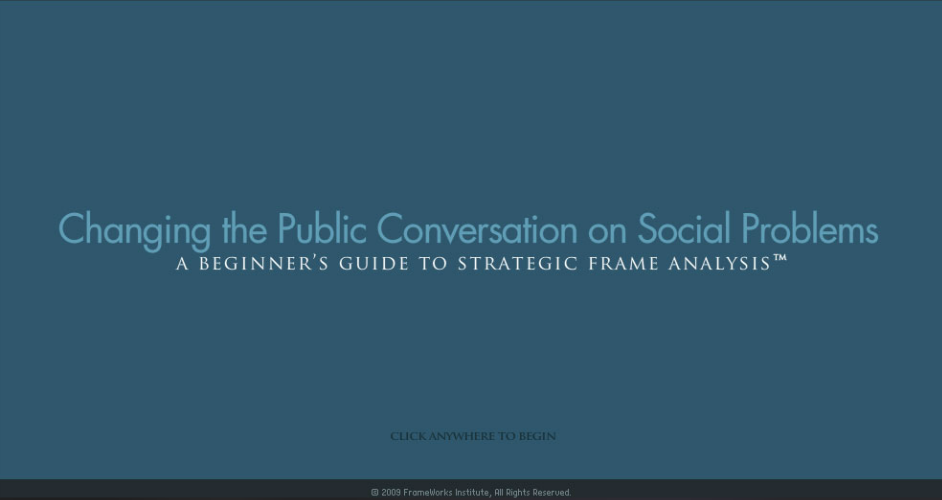 Changing the Public Conversation on Social Problems
A BEGINNER'S GUIDE TO STRATEGIC FRAME ANALYSIS™
CLICK ANYWHERE TO BEGIN
© 2009 FrameWorks Institute, All Rights Reserved.